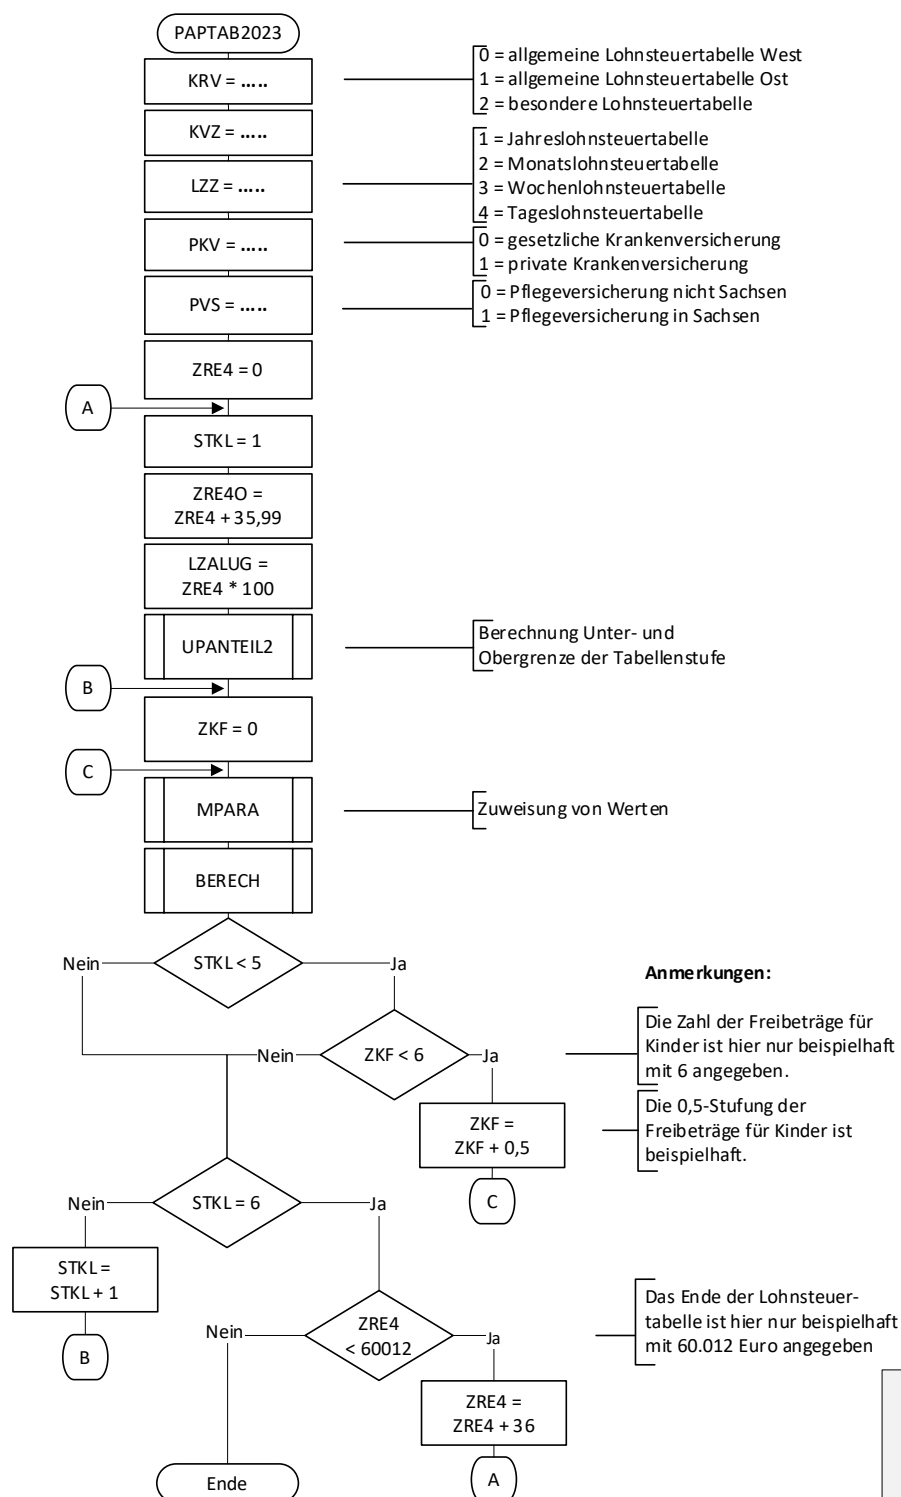 PAPTAB2023
KRV = .....
0 = allgemeine Lohnsteuertabelle West
1 = allgemeine Lohnsteuertabelle Ost
2 = besondere Lohnsteuertabelle
KVZ = .....
LZZ = .....
1 = Jahreslohnsteuertabelle
2 = Monatslohnsteuertabelle
3 = Wochenlohnsteuertabelle
4 = Tageslohnsteuertabelle
PKV = .....
0 = gesetzliche Krankenversicherung
1 = private Krankenversicherung
PVS = .....
0 = Pflegeversicherung nicht Sachsen
1 = Pflegeversicherung in Sachsen
ZRE4 = 0
A
STKL = 1
ZRE4O =
ZRE4 + 35,99
LZALUG =
ZRE4 * 100
UPANTEIL2
Berechnung Unter- und
Obergrenze der Tabellenstufe
B
ZKF = 0
C
MPARA
Zuweisung von Werten
BERECH
STKL < 5
Nein
Ja
Anmerkungen:
ZKF < 6
Nein
Ja
Die Zahl der Freibeträge für
Kinder ist hier nur beispielhaft
mit 6 angegeben.
ZKF =
ZKF + 0,5
Die 0,5-Stufung der
Freibeträge für Kinder ist
beispielhaft.
C
STKL = 6
Nein
Ja
STKL =
STKL + 1
B
ZRE4
< 60012
Nein
Ja
Das Ende der Lohnsteuer-
tabelle ist hier nur beispielhaft
mit 60.012 Euro angegeben
ZRE4 =
ZRE4 + 36
A
Ende